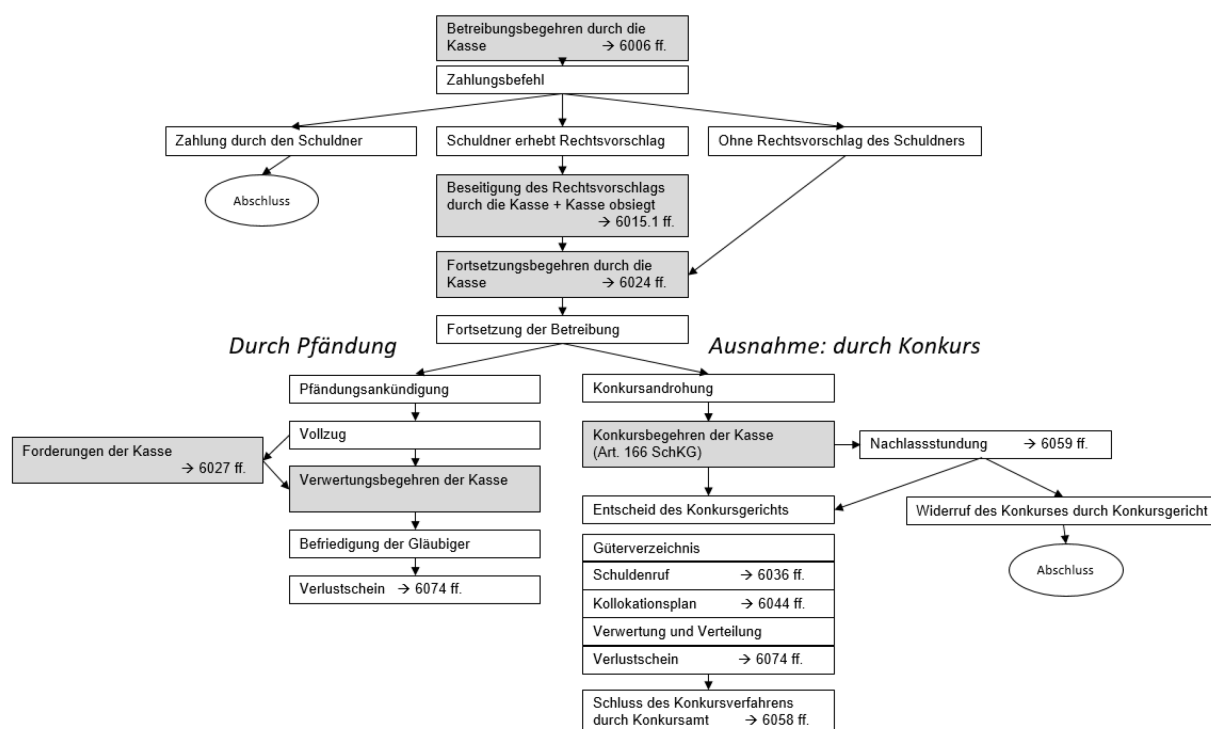 Betreibungsbegehren durch die
Kasse → 6006 ff.
Zahlungsbefehl
Zahlung durch den Schuldner
Schuldner erhebt Rechtsvorschlag
Ohne Rechtsvorschlag des Schuldners
Abschluss
Beseitigung des Rechtsvorschlags
durch die Kasse + Kasse obsiegt
→ 6015.1 ff.
Fortsetzungsbegehren durch die
Kasse → 6024 ff.
Fortsetzung der Betreibung
Durch Pfändung
Ausnahme: durch Konkurs
Pfändungsankündigung
Vollzug
Forderungen der Kasse
→ 6027 ff.
Verwertungsbegehren der Kasse
Befriedigung der Gläubiger
Verlustschein → 6074 ff.
Konkursandrohung
Konkursbegehren der Kasse
(Art. 166 SchKG)
Nachlassstundung → 6059 ff.
Entscheid des Konkursgerichts
Widerruf des Konkurses durch Konkursgericht
Abschluss
Güterverzeichnis
Schuldenruf → 6036 ff.
Kollokationsplan → 6044 ff.
Verwertung und Verteilung
Verlustschein → 6074 ff.
Schluss des Konkursverfahrens
durch Konkursamt → 6058 ff.